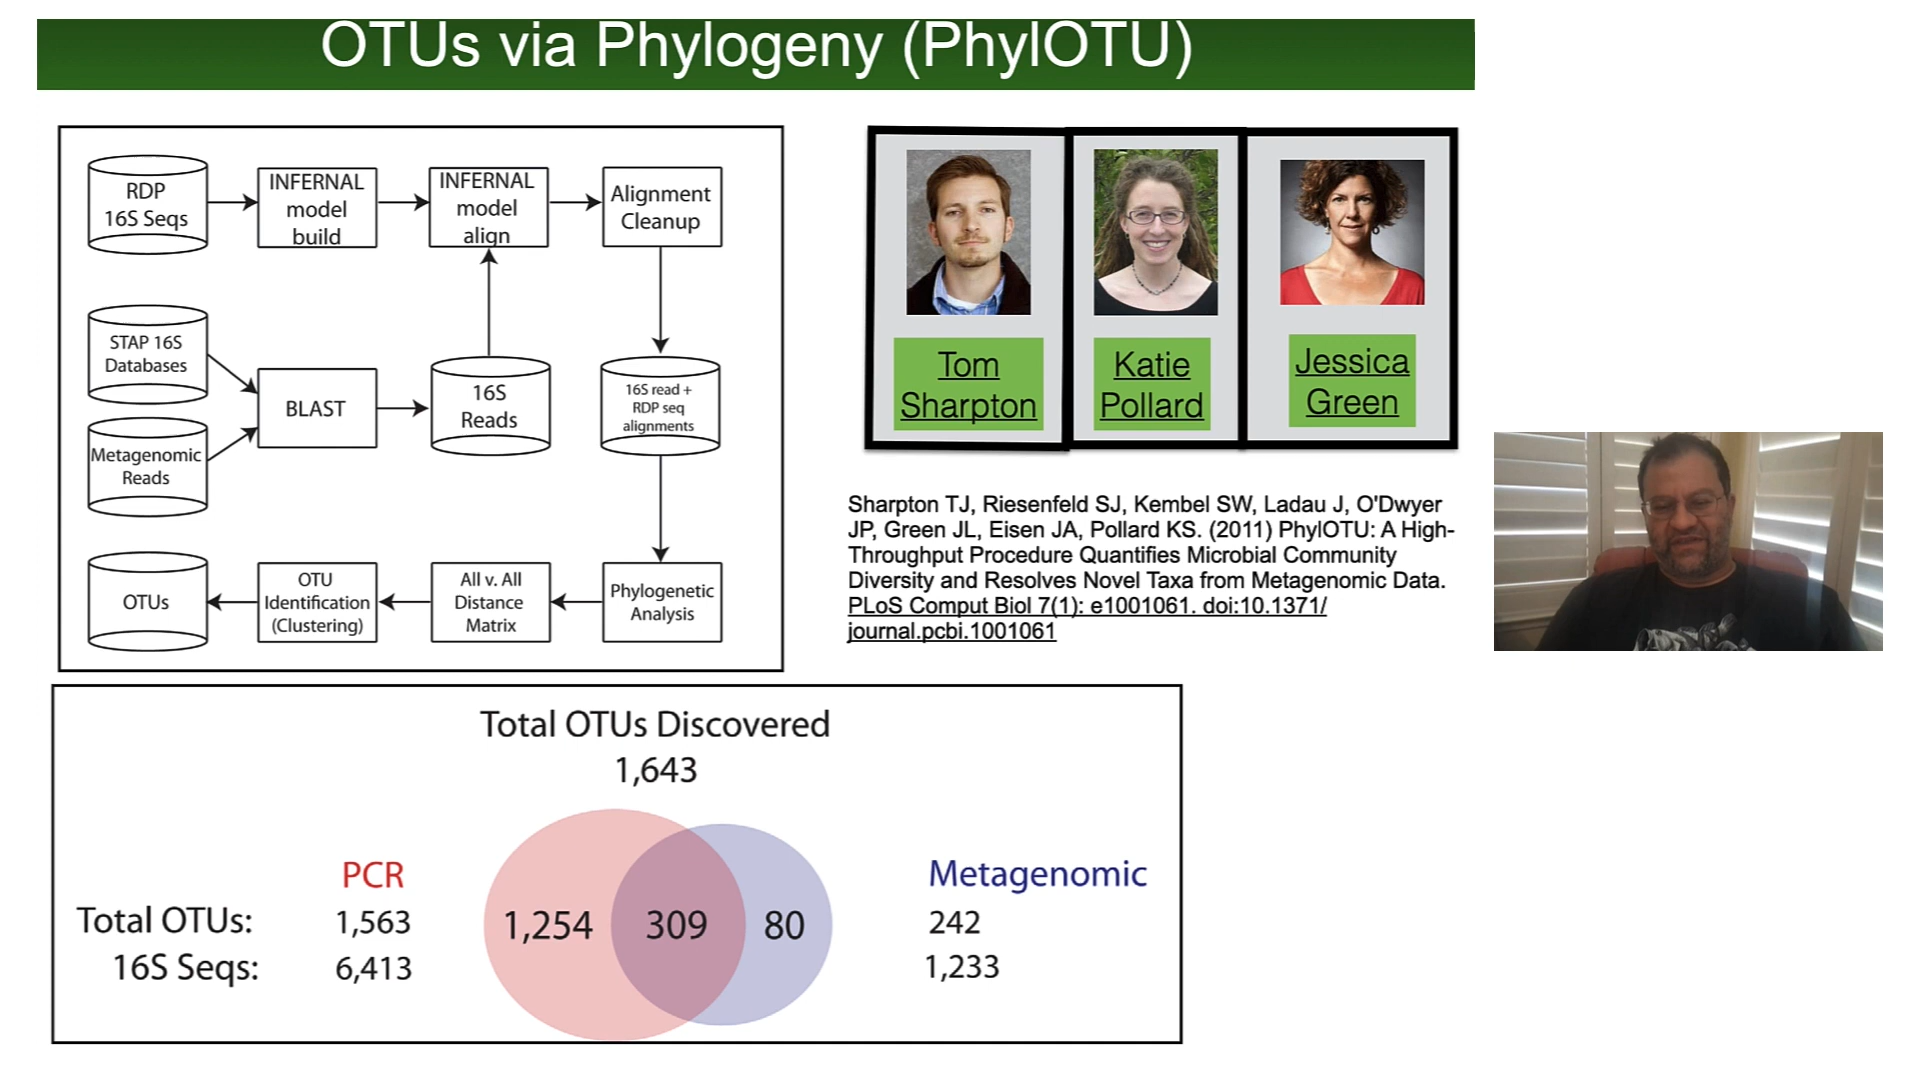 OTUs via Phylogeny (PhylOTU)
RDP
16S Seqs
INFERNAL
model
build
INFERNAL
model
align
Alignment
Cleanup
STAP 16S
Databases
Metagenomic
Reads
BLAST
16S
Reads
16S read +
RDP seq
alignments
OTUs
OTU
Identification
(Clustering)
All v. All
Distance
Matrix
Phylogenetic
Analysis
Tom
Sharpton
Katie
Pollard
Jessica
Green
Sharpton TJ, Riesenfeld SJ, Kembel SW, Ladau J, O'Dwyer
JP, Green JL, Eisen JA, Pollard KS. (2011) PhylOTU: A High-
Throughput Procedure Quantifies Microbial Community
Diversity and Resolves Novel Taxa from Metagenomic Data.
PLoS Comput Biol 7(1): e1001061. doi:10.1371/
journal.pcbi.1001061
Total OTUs Discovered
1,643
PCR
Metagenomic
Total OTUs: 1,563 1,254 309 80 242
16S Seqs: 6,413 1,233